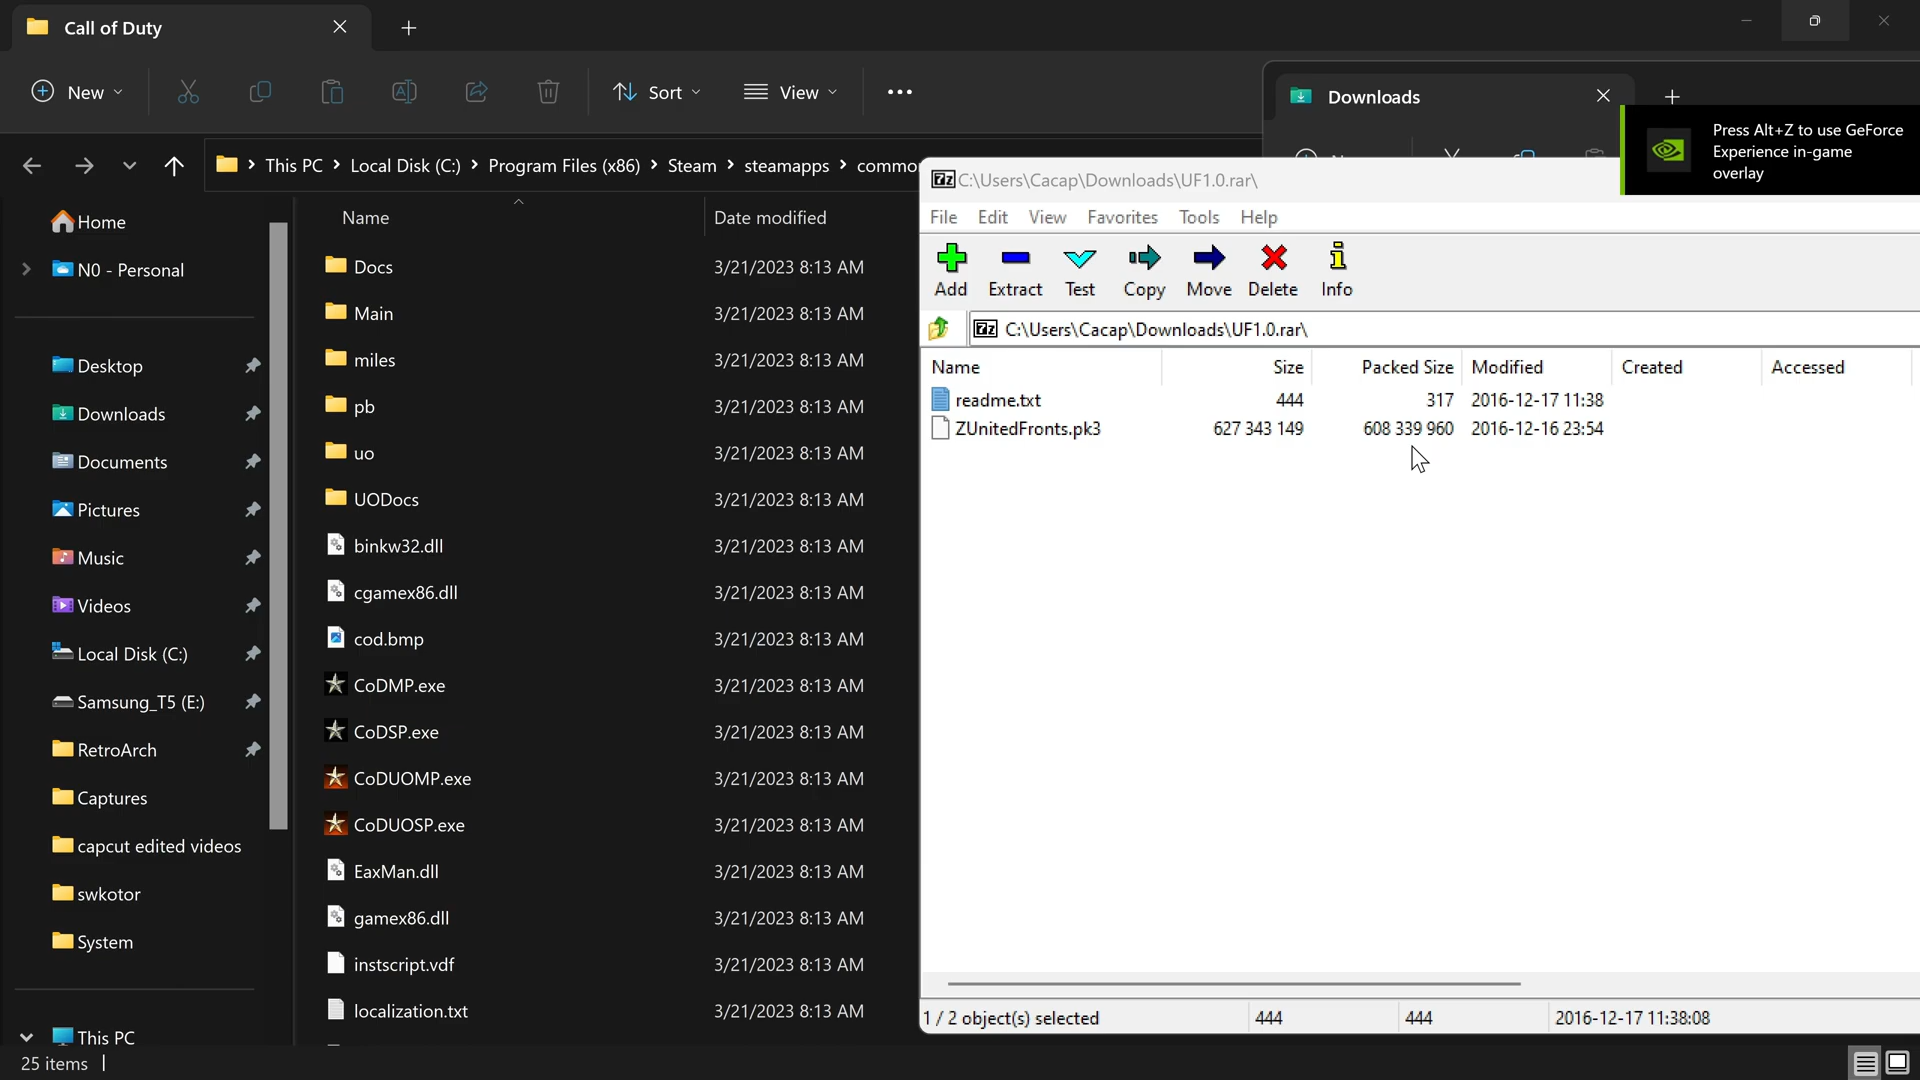 Call of Duty
New
Sort
View
Downloads
Press Alt+Z to use GeForce
Experience in-game
overlay
This PC > Local Disk (C:) > Program Files (x86) > Steam > steamapps >
Home
N0 - Personal
Desktop
Downloads
Documents
Pictures
Music
Videos
Local Disk (C:)
Samsung_T5 (E:)
RetroArch
Captures
capcut edited videos
swkotor
System
This PC
25 items
Name Date modified
Docs 3/21/2023 8:13 AM
Main 3/21/2023 8:13 AM
miles 3/21/2023 8:13 AM
pb 3/21/2023 8:13 AM
uo 3/21/2023 8:13 AM
UODocs 3/21/2023 8:13 AM
binkw32.dll 3/21/2023 8:13 AM
cgamex86.dll 3/21/2023 8:13 AM
cod.bmp 3/21/2023 8:13 AM
CoDMP.exe 3/21/2023 8:13 AM
CoDSP.exe 3/21/2023 8:13 AM
CoDUOMP.exe 3/21/2023 8:13 AM
CoDUOSP.exe 3/21/2023 8:13 AM
EaxMan.dll 3/21/2023 8:13 AM
gamex86.dll 3/21/2023 8:13 AM
instscript.vdf 3/21/2023 8:13 AM
localization.txt 3/21/2023 8:13 AM
7z C:\Users\Cacap\Downloads\UF1.0.rar\
File Edit View Favorites Tools Help
Add Extract Test Copy Move Delete Info
7z C:\Users\Cacap\Downloads\UF1.0.rar\
Name Size Packed Size Modified Created Accessed
readme.txt 444 317 2016-12-17 11:38
ZUnitedFronts.pk3 627 343 149 608 339 960 2016-12-16 23:54
1 / 2 object(s) selected 444 444 2016-12-17 11:38:08